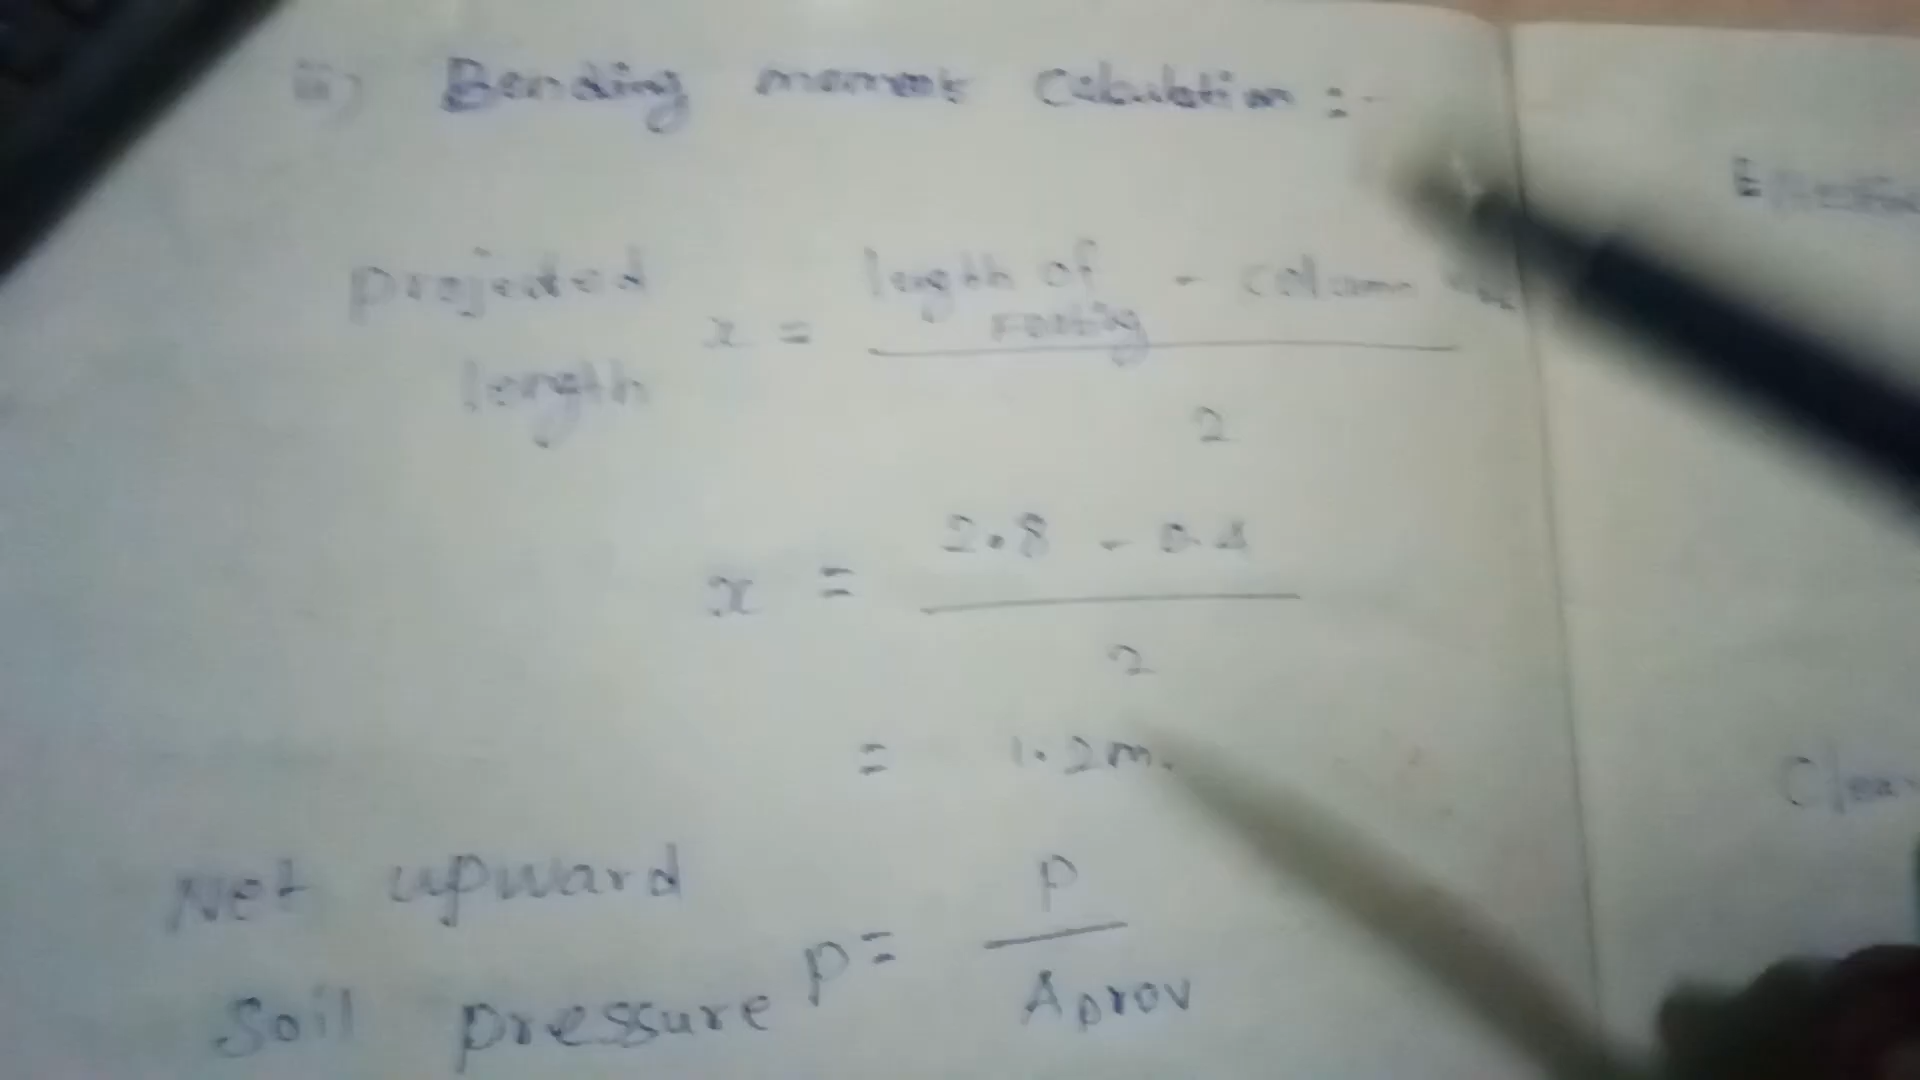 iii) Bending moment Calculation :-
projected length x = length of footing - column
2
x = 2.8 - 0.4
2
= 1.2m.
Net upward
Soil pressure p = P
Aprov